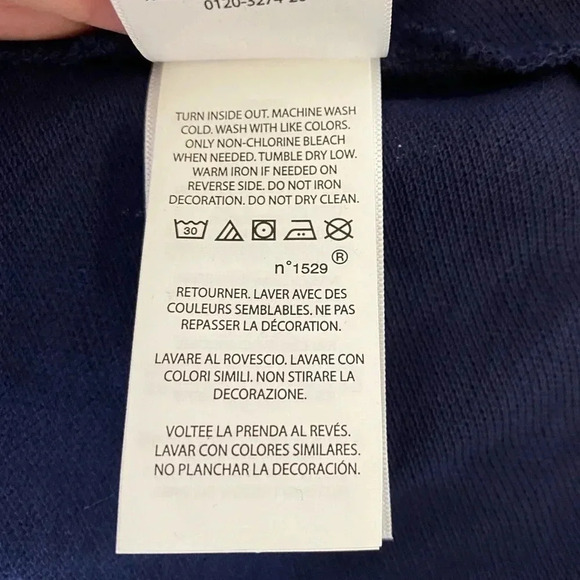 TURN INSIDE OUT. MACHINE WASH
COLD. WASH WITH LIKE COLORS.
ONLY NON-CHLORINE BLEACH
WHEN NEEDED. TUMBLE DRY LOW.
WARM IRON IF NEEDED ON
REVERSE SIDE. DO NOT IRON
DECORATION. DO NOT DRY CLEAN.
30
n°1529®
RETOURNER. LAVER AVEC DES
COULEURS SEMBLABLES. NE PAS
REPASSER LA DÉCORATION.
LAVARE AL ROVESCIO. LAVARE CON
COLORI SIMILI. NON STIRARE LA
DECORAZIONE.
VOLTEE LA PRENDA AL REVÉS.
LAVAR CON COLORES SIMILARES.
NO PLANCHAR LA DECORACIÓN.